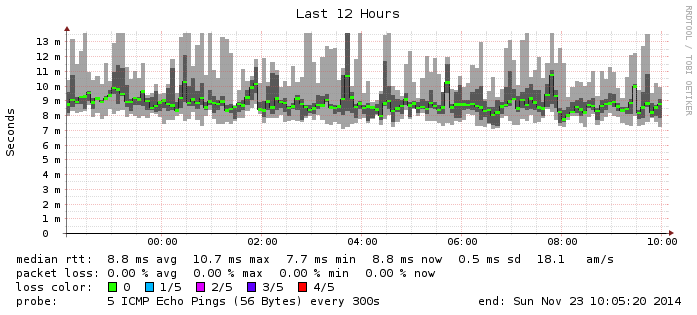 Last 12 Hours
RRDTOOL / TOBI OETIKER
Seconds
13 m
12 m
11 m
10 m
9 m
8 m
7 m
6 m
5 m
4 m
3 m
2 m
1 m
0
00:00 02:00 04:00 06:00 08:00 10:00
median rtt: 8.8 ms avg 10.7 ms max 7.7 ms min 8.8 ms now 0.5 ms sd 18.1 am/s
packet loss: 0.00 % avg 0.00 % max 0.00 % min 0.00 % now
loss color: 0 1/5 2/5 3/5 4/5
probe: 5 ICMP Echo Pings (56 Bytes) every 300s end: Sun Nov 23 10:05:20 2014